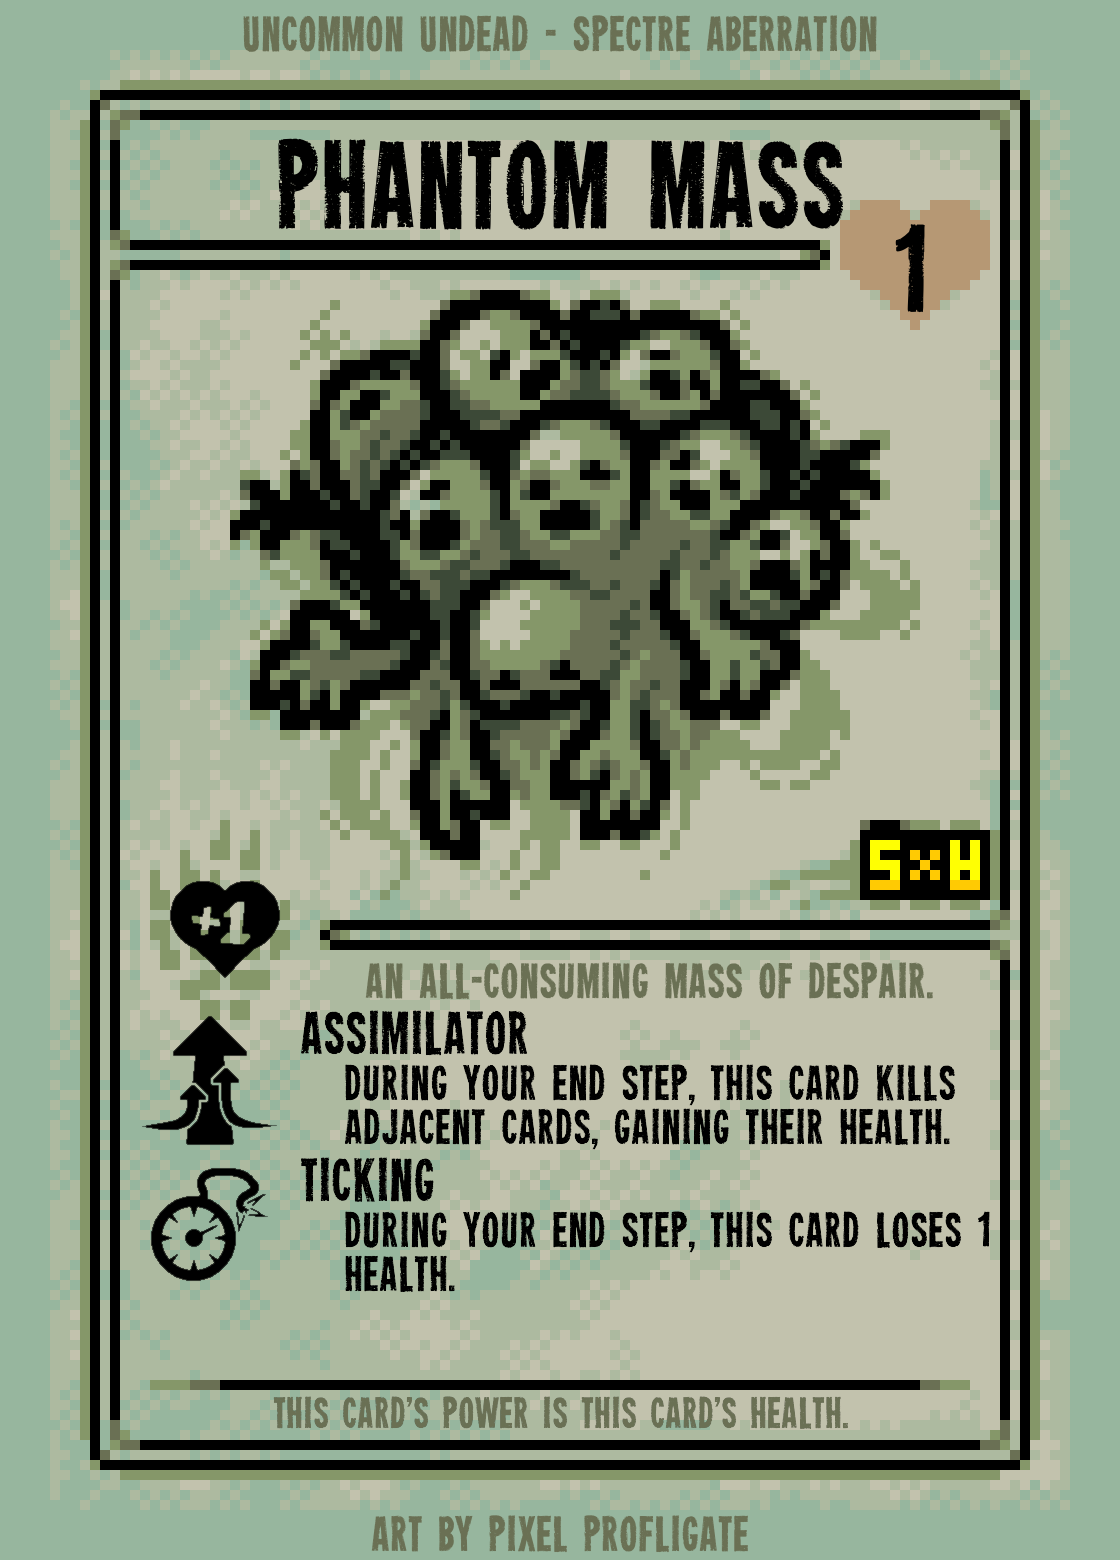 UNCOMMON UNDEAD - SPECTRE ABERRATION
PHANTOM MASS
1
+1
AN ALL-CONSUMING MASS OF DESPAIR.
ASSIMILATOR
DURING YOUR END STEP, THIS CARD KILLS
ADJACENT CARDS, GAINING THEIR HEALTH.
TICKING
DURING YOUR END STEP, THIS CARD LOSES 1
HEALTH.
THIS CARD'S POWER IS THIS CARD'S HEALTH.
ART BY PIXEL PROFLIGATE